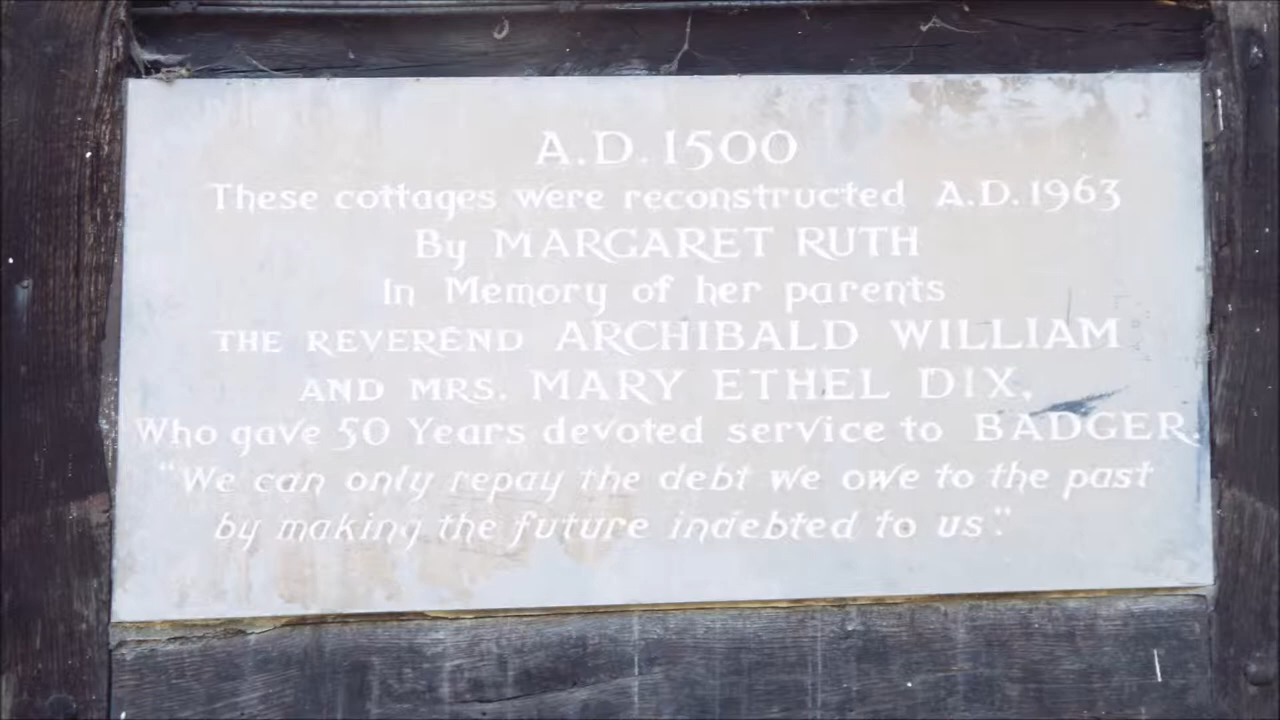 A.D. 1500
These cottages were reconstructed A.D. 1963
By MARGARET RUTH
In Memory of her parents
THE REVEREND ARCHIBALD WILLIAM
AND MRS. MARY ETHEL DIX,
Who gave 50 Years devoted service to BADGER.
"We can only repay the debt we owe to the past
by making the future indebted to us."